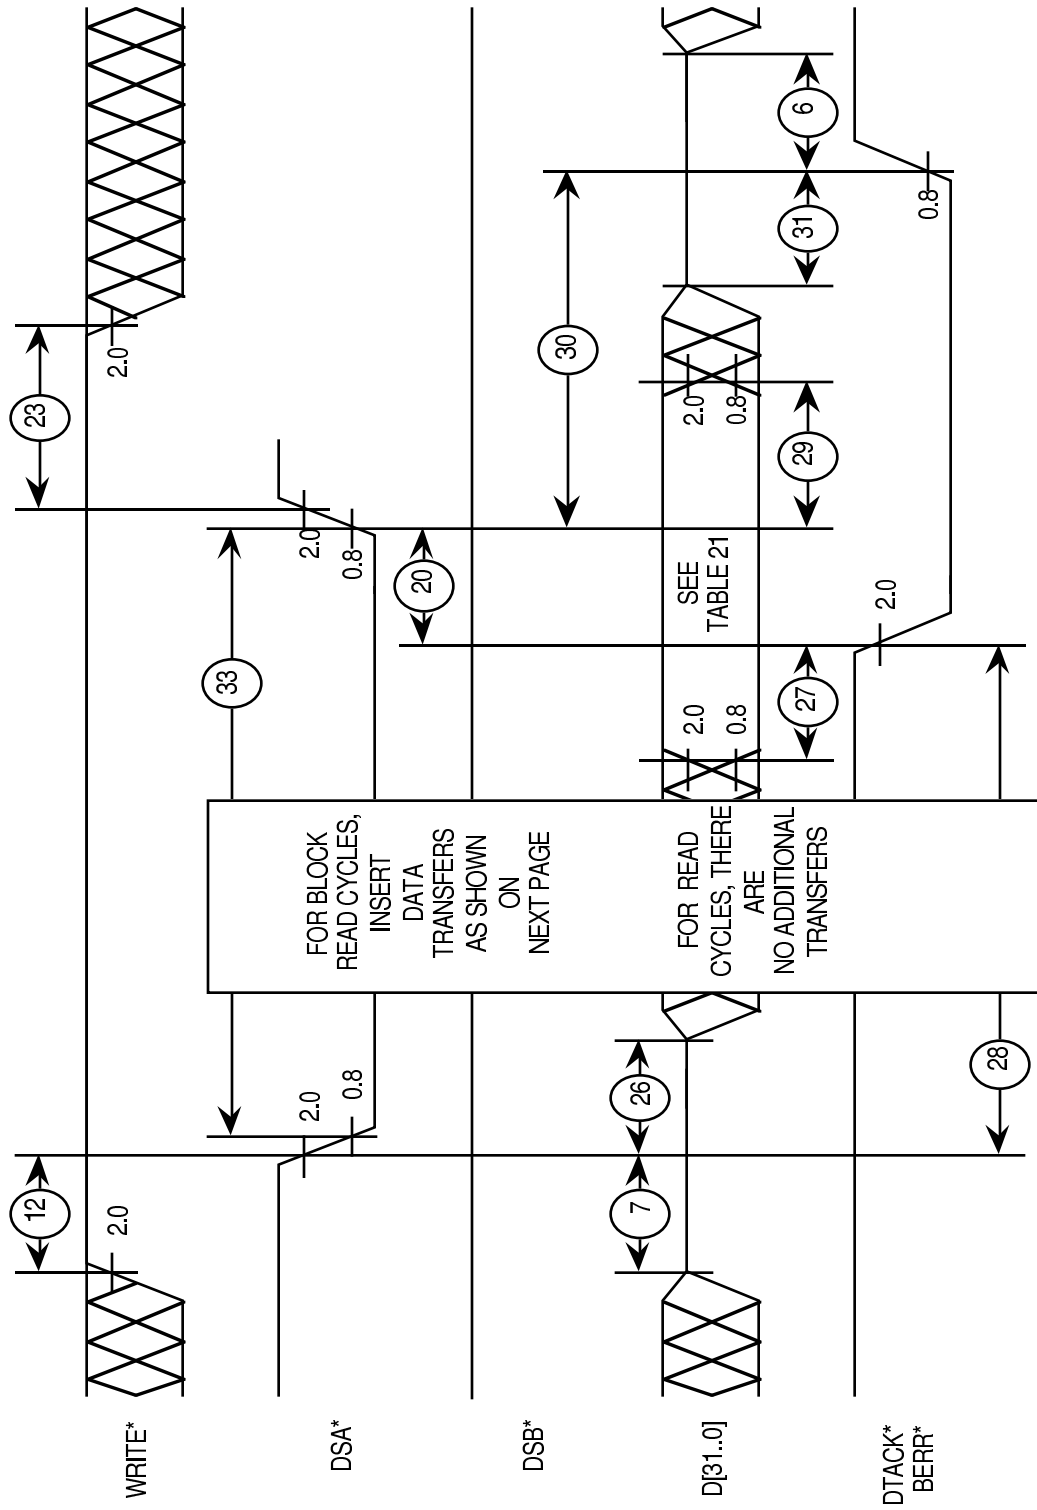 12
23
WRITE*
2.0
2.0
33
DSA*
2.0
0.8
2.0
0.8
FOR BLOCK
READ CYCLES,
INSERT
DATA
TRANSFERS
AS SHOWN
ON
NEXT PAGE
20
DSB*
30
7
26
D[31..0]
FOR READ
CYCLES, THERE
ARE
NO ADDITIONAL
TRANSFERS
2.0
0.8
SEE
TABLE 21
2.0
0.8
27
29
31
6
DTACK*
BERR*
2.0
0.8
28